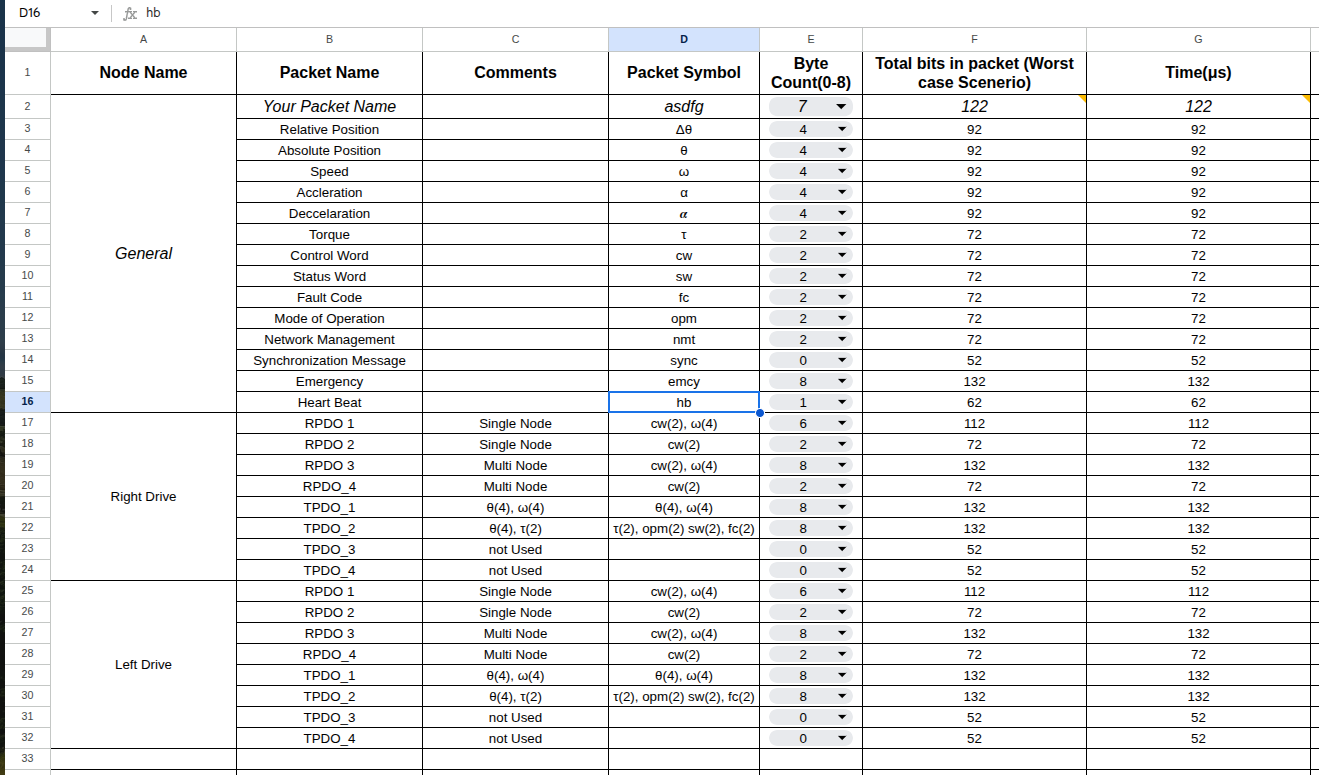 D16 fx hb
A B C D E F G
1 Node Name Packet Name Comments Packet Symbol Byte Count(0-8) Total bits in packet (Worst case Scenerio) Time(μs)
2 General Your Packet Name asdfg 7 122 122
3 Relative Position Δθ 4 92 92
4 Absolute Position θ 4 92 92
5 Speed ω 4 92 92
6 Accleration α 4 92 92
7 Deccelaration α 4 92 92
8 Torque τ 2 72 72
9 Control Word cw 2 72 72
10 Status Word sw 2 72 72
11 Fault Code fc 2 72 72
12 Mode of Operation opm 2 72 72
13 Network Management nmt 2 72 72
14 Synchronization Message sync 0 52 52
15 Emergency emcy 8 132 132
16 Heart Beat hb 1 62 62
17 Right Drive RPDO 1 Single Node cw(2), ω(4) 6 112 112
18 RPDO 2 Single Node cw(2) 2 72 72
19 RPDO 3 Multi Node cw(2), ω(4) 8 132 132
20 RPDO_4 Multi Node cw(2) 2 72 72
21 TPDO_1 θ(4), ω(4) θ(4), ω(4) 8 132 132
22 TPDO_2 θ(4), τ(2) τ(2), opm(2) sw(2), fc(2) 8 132 132
23 TPDO_3 not Used 0 52 52
24 TPDO_4 not Used 0 52 52
25 Left Drive RPDO 1 Single Node cw(2), ω(4) 6 112 112
26 RPDO 2 Single Node cw(2) 2 72 72
27 RPDO 3 Multi Node cw(2), ω(4) 8 132 132
28 RPDO_4 Multi Node cw(2) 2 72 72
29 TPDO_1 θ(4), ω(4) θ(4), ω(4) 8 132 132
30 TPDO_2 θ(4), τ(2) τ(2), opm(2) sw(2), fc(2) 8 132 132
31 TPDO_3 not Used 0 52 52
32 TPDO_4 not Used 0 52 52
33